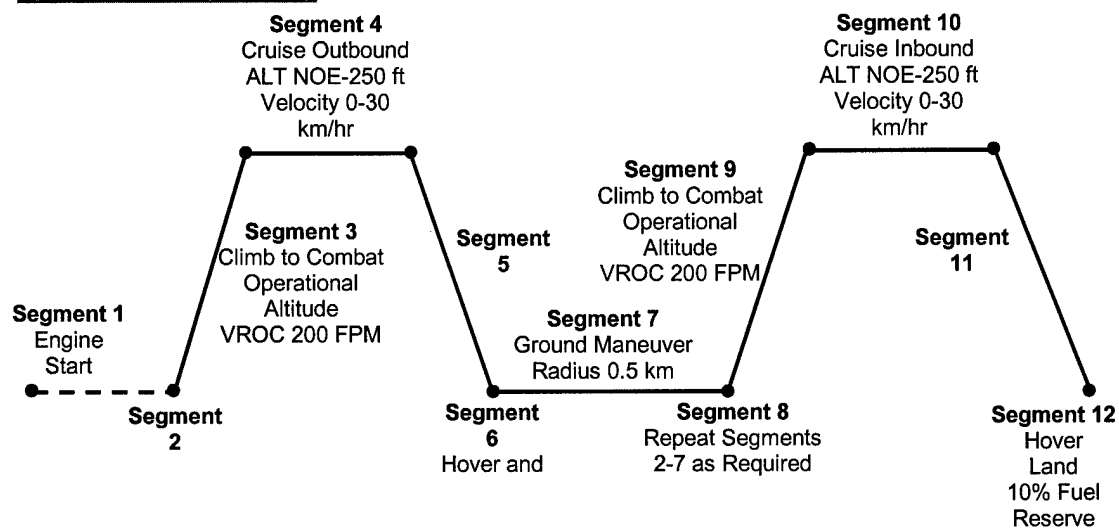 Segment 4
Cruise Outbound
ALT NOE-250 ft
Velocity 0-30
km/hr
Segment 10
Cruise Inbound
ALT NOE-250 ft
Velocity 0-30
km/hr
Segment 3
Climb to Combat
Operational
Altitude
VROC 200 FPM
Segment
5
Segment 9
Climb to Combat
Operational
Altitude
VROC 200 FPM
Segment
11
Segment 1
Engine
Start
Segment 7
Ground Maneuver
Radius 0.5 km
Segment
2
Segment
6
Hover and
Segment 8
Repeat Segments
2-7 as Required
Segment 12
Hover
Land
10% Fuel
Reserve